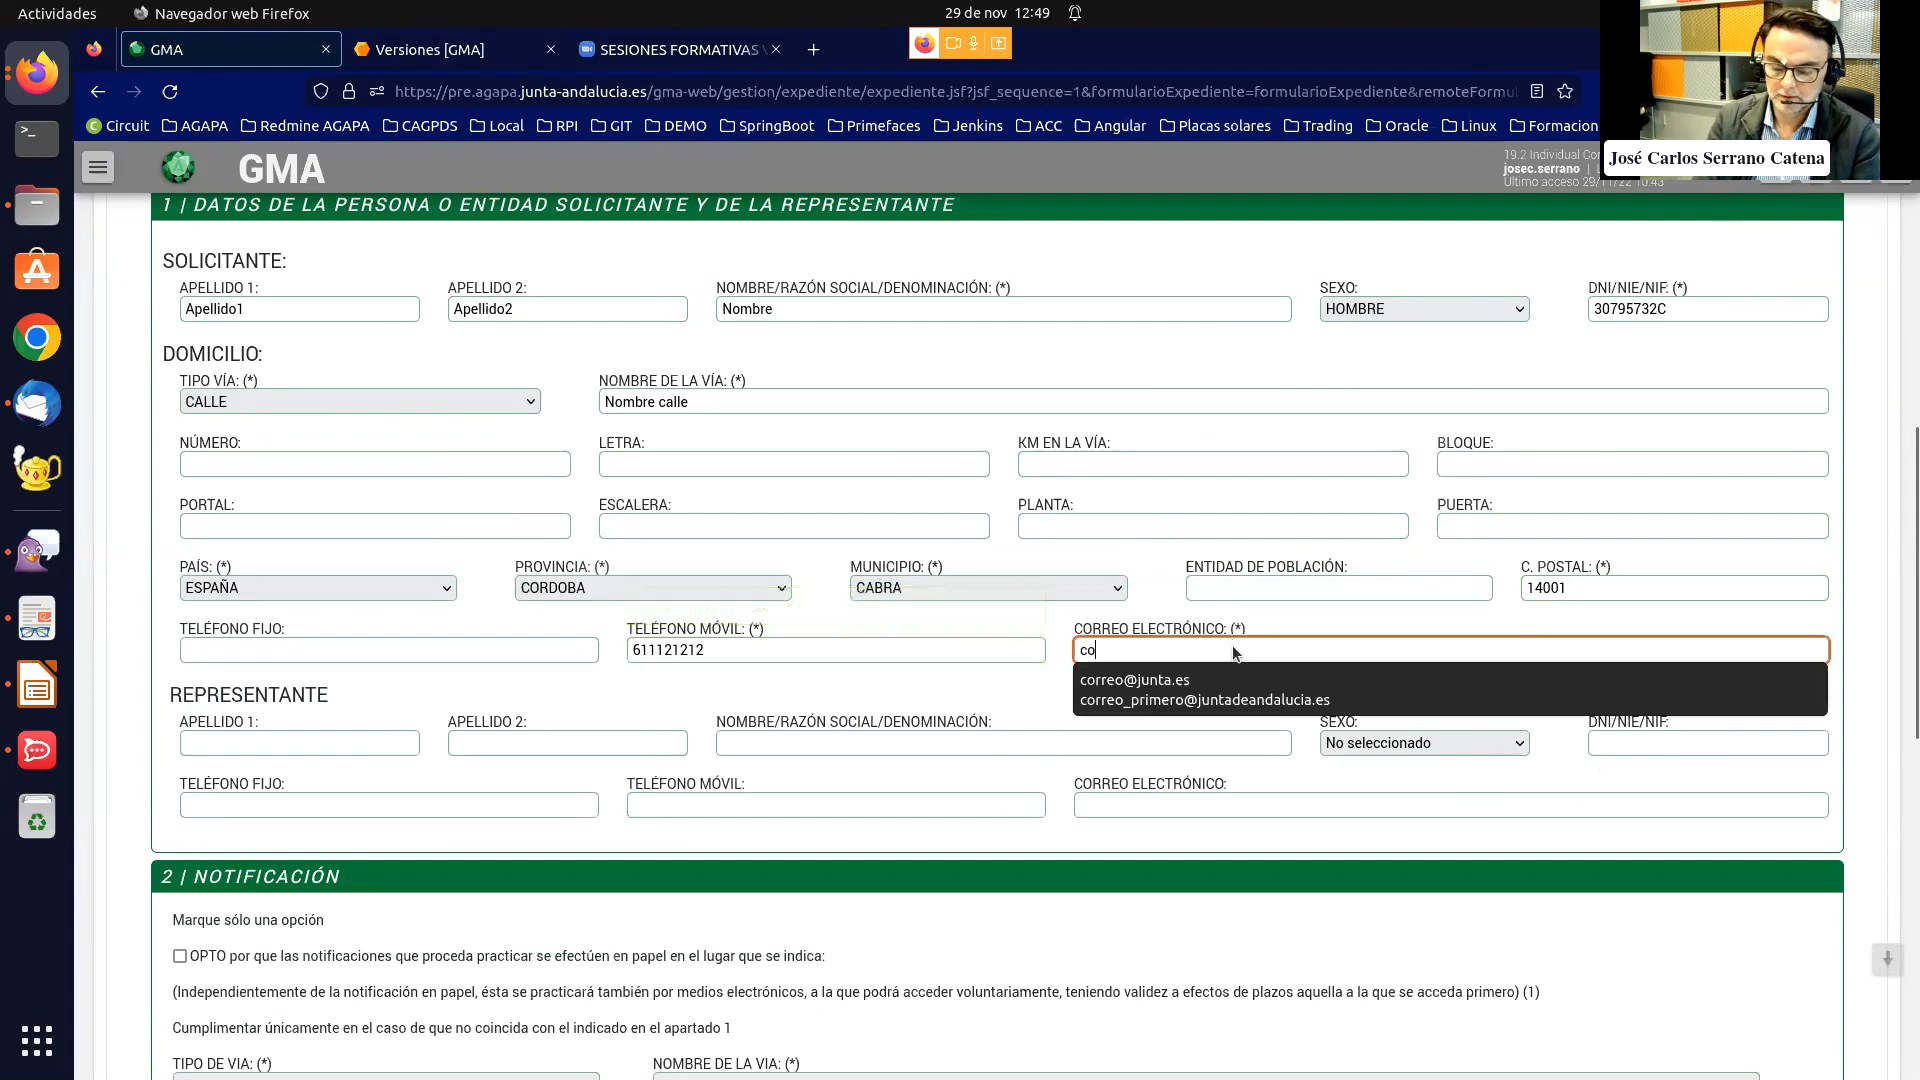 Actividades
Navegador web Firefox
29 de nov 12:49
GMA
Versiones [GMA]
SESIONES FORMATIVAS
https://pre.agapa.junta-andalucia.es/gma-web/gestion/expediente/expediente.jsf?jsf_sequence=1&formularioExpediente=formularioExpediente&remoteFormu
Circuit
AGAPA
Redmine AGAPA
CAGPDS
Local
RPI
GIT
DEMO
SpringBoot
Primefaces
Jenkins
ACC
Angular
Placas solares
Trading
Oracle
Linux
Formacion
GMA
19.2 Individual Co
josec.serrano |
Último acceso 29/11/22 10:43
José Carlos Serrano Catena
1 | DATOS DE LA PERSONA O ENTIDAD SOLICITANTE Y DE LA REPRESENTANTE
SOLICITANTE:
APELLIDO 1: APELLIDO 2: NOMBRE/RAZÓN SOCIAL/DENOMINACIÓN: (*) SEXO: DNI/NIE/NIF: (*)
Apellido1 Apellido2 Nombre HOMBRE 30795732C
DOMICILIO:
TIPO VÍA: (*) NOMBRE DE LA VÍA: (*)
CALLE Nombre calle
NÚMERO: LETRA: KM EN LA VÍA: BLOQUE:
PORTAL: ESCALERA: PLANTA: PUERTA:
PAÍS: (*) PROVINCIA: (*) MUNICIPIO: (*) ENTIDAD DE POBLACIÓN: C. POSTAL: (*)
ESPAÑA CORDOBA CABRA 14001
TELÉFONO FIJO: TELÉFONO MÓVIL: (*) CORREO ELECTRÓNICO: (*)
611121212 co
correo@junta.es
correo_primero@juntadeandalucia.es
REPRESENTANTE
APELLIDO 1: APELLIDO 2: NOMBRE/RAZÓN SOCIAL/DENOMINACIÓN: SEXO: DNI/NIE/NIF:
No seleccionado
TELÉFONO FIJO: TELÉFONO MÓVIL: CORREO ELECTRÓNICO:
2 | NOTIFICACIÓN
Marque sólo una opción
OPTO por que las notificaciones que proceda practicar se efectúen en papel en el lugar que se indica:
(Independientemente de la notificación en papel, ésta se practicará también por medios electrónicos, a la que podrá acceder voluntariamente, teniendo validez a efectos de plazos aquella a la que se acceda primero) (1)
Cumplimentar únicamente en el caso de que no coincida con el indicado en el apartado 1
TIPO DE VIA: (*) NOMBRE DE LA VIA: (*)